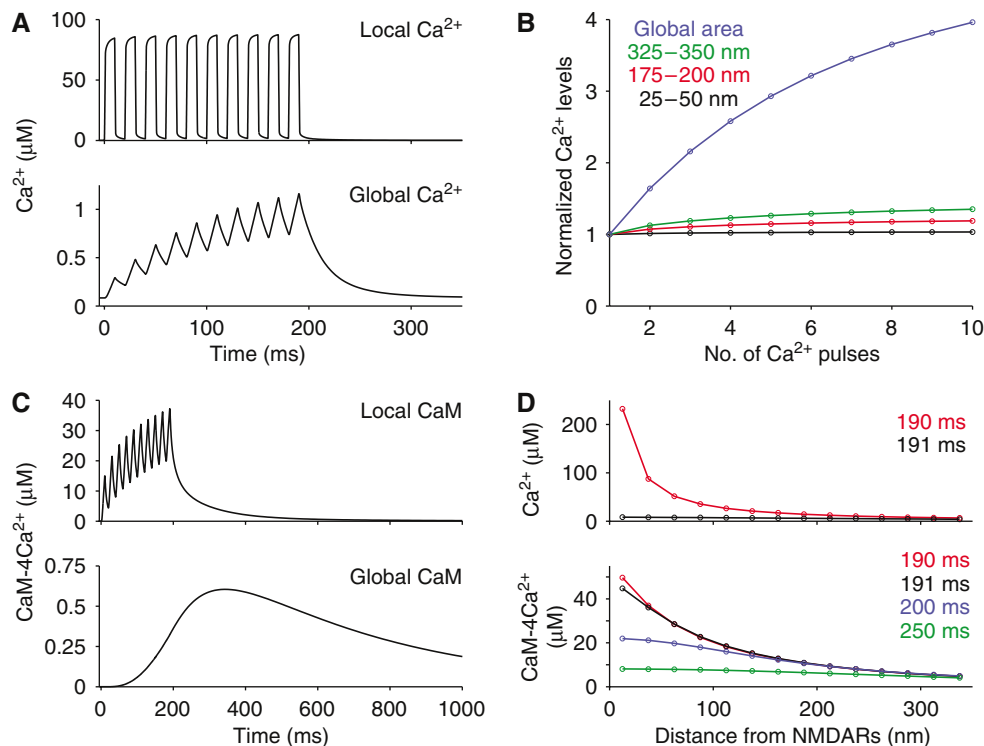 A
Local Ca²⁺
100
50
0
Ca²⁺ (μM)
Global Ca²⁺
1
0.5
0
0
100
200
300
Time (ms)
B
Global area
325–350 nm
175–200 nm
25–50 nm
Normalized Ca²⁺ levels
4
3
2
1
0
2
4
6
8
10
No. of Ca²⁺ pulses
C
Local CaM
40
30
20
10
0
CaM-4Ca²⁺ (μM)
Global CaM
0.75
0.5
0.25
0
0
200
400
600
800
1000
Time (ms)
D
190 ms
191 ms
Ca²⁺ (μM)
200
100
0
190 ms
191 ms
200 ms
250 ms
CaM-4Ca²⁺
(μM)
40
20
0
0
100
200
300
Distance from NMDARs (nm)